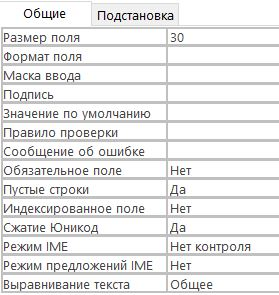 Общие Подстановка
Размер поля 30
Формат поля
Маска ввода
Подпись
Значение по умолчанию
Правило проверки
Сообщение об ошибке
Обязательное поле Нет
Пустые строки Да
Индексированное поле Нет
Сжатие Юникод Да
Режим IME Нет контроля
Режим предложений IME Нет
Выравнивание текста Общее